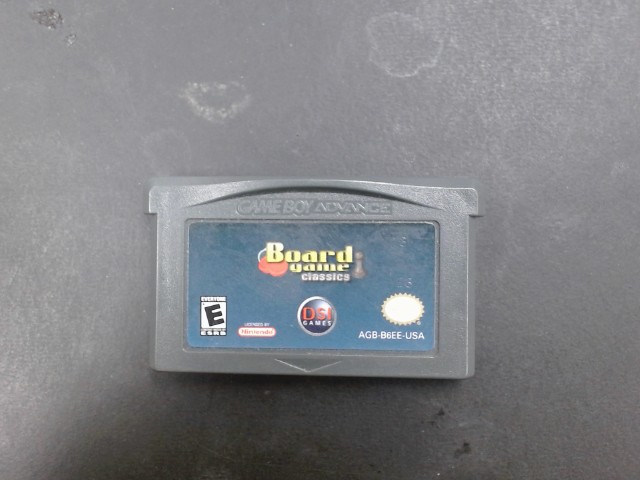 GAME BOY ADVANCE
Board
game
classics
EVERYONE
E
ESRB
LICENSED BY
Nintendo
DSI
GAMES
AGB-B6EE-USA